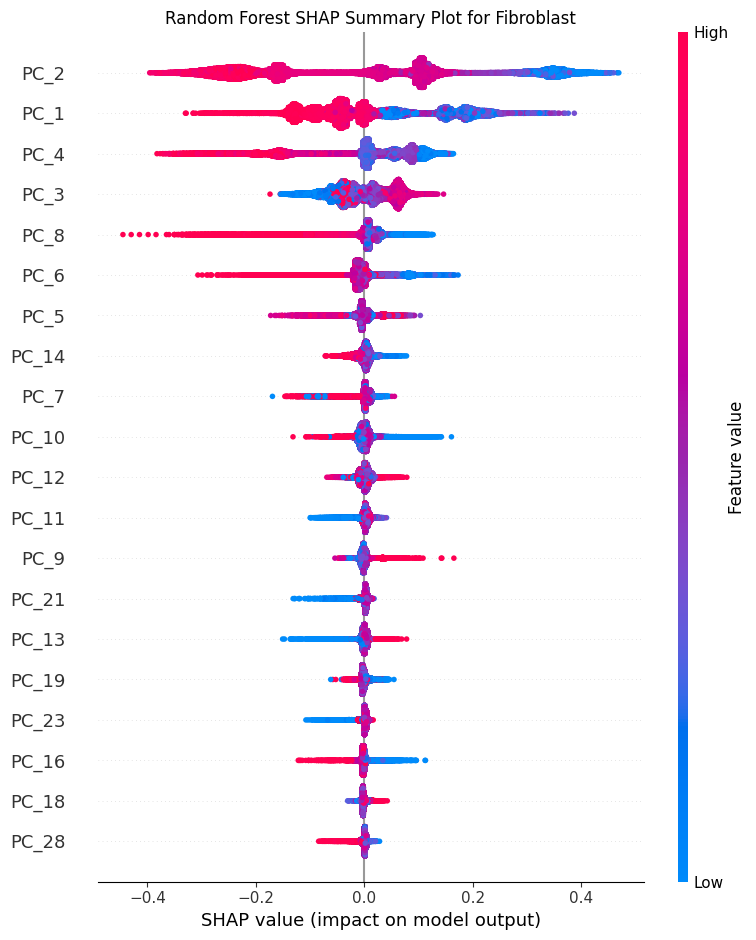 Random Forest SHAP Summary Plot for Fibroblast
High
PC_2
PC_1
PC_4
PC_3
PC_8
PC_6
PC_5
PC_14
PC_7
PC_10
PC_12
PC_11
PC_9
PC_21
PC_13
PC_19
PC_23
PC_16
PC_18
PC_28
Feature value
Low
−0.4 −0.2 0.0 0.2 0.4
SHAP value (impact on model output)